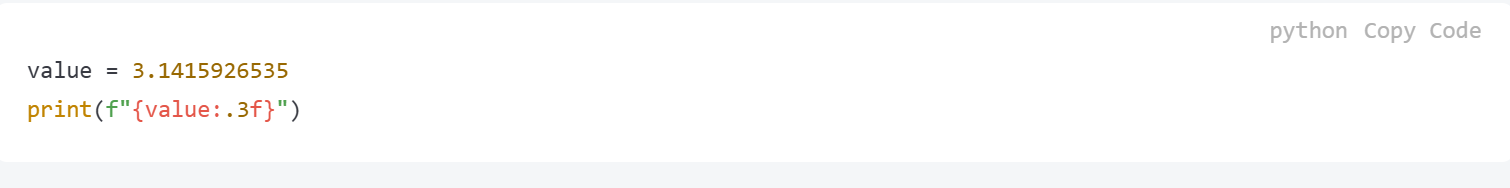 python Copy Code
value = 3.1415926535
print(f"{value:.3f}")